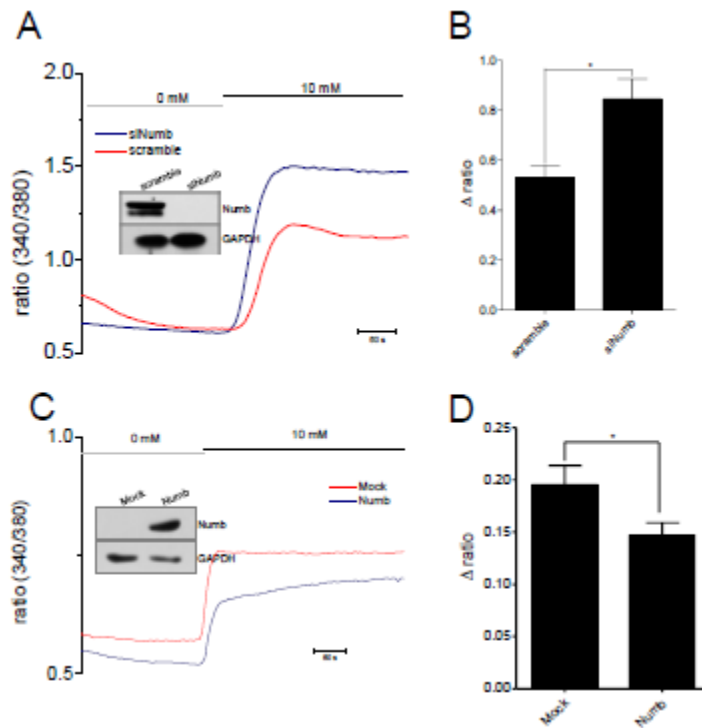 A
2.0
1.5
1.0
0.5
ratio (340/380)
0 mM
10 mM
siNumb
scramble
scramble
siNumb
Numb
GAPDH
60 s
B
1.0
0.8
0.6
0.4
0.2
0.0
Δ ratio
*
scramble
siNumb
C
1.0
0.5
ratio (340/380)
0 mM
10 mM
Mock
Numb
Mock
Numb
Numb
GAPDH
60 s
D
0.25
0.20
0.15
0.10
0.05
0.00
Δ ratio
*
Mock
Numb